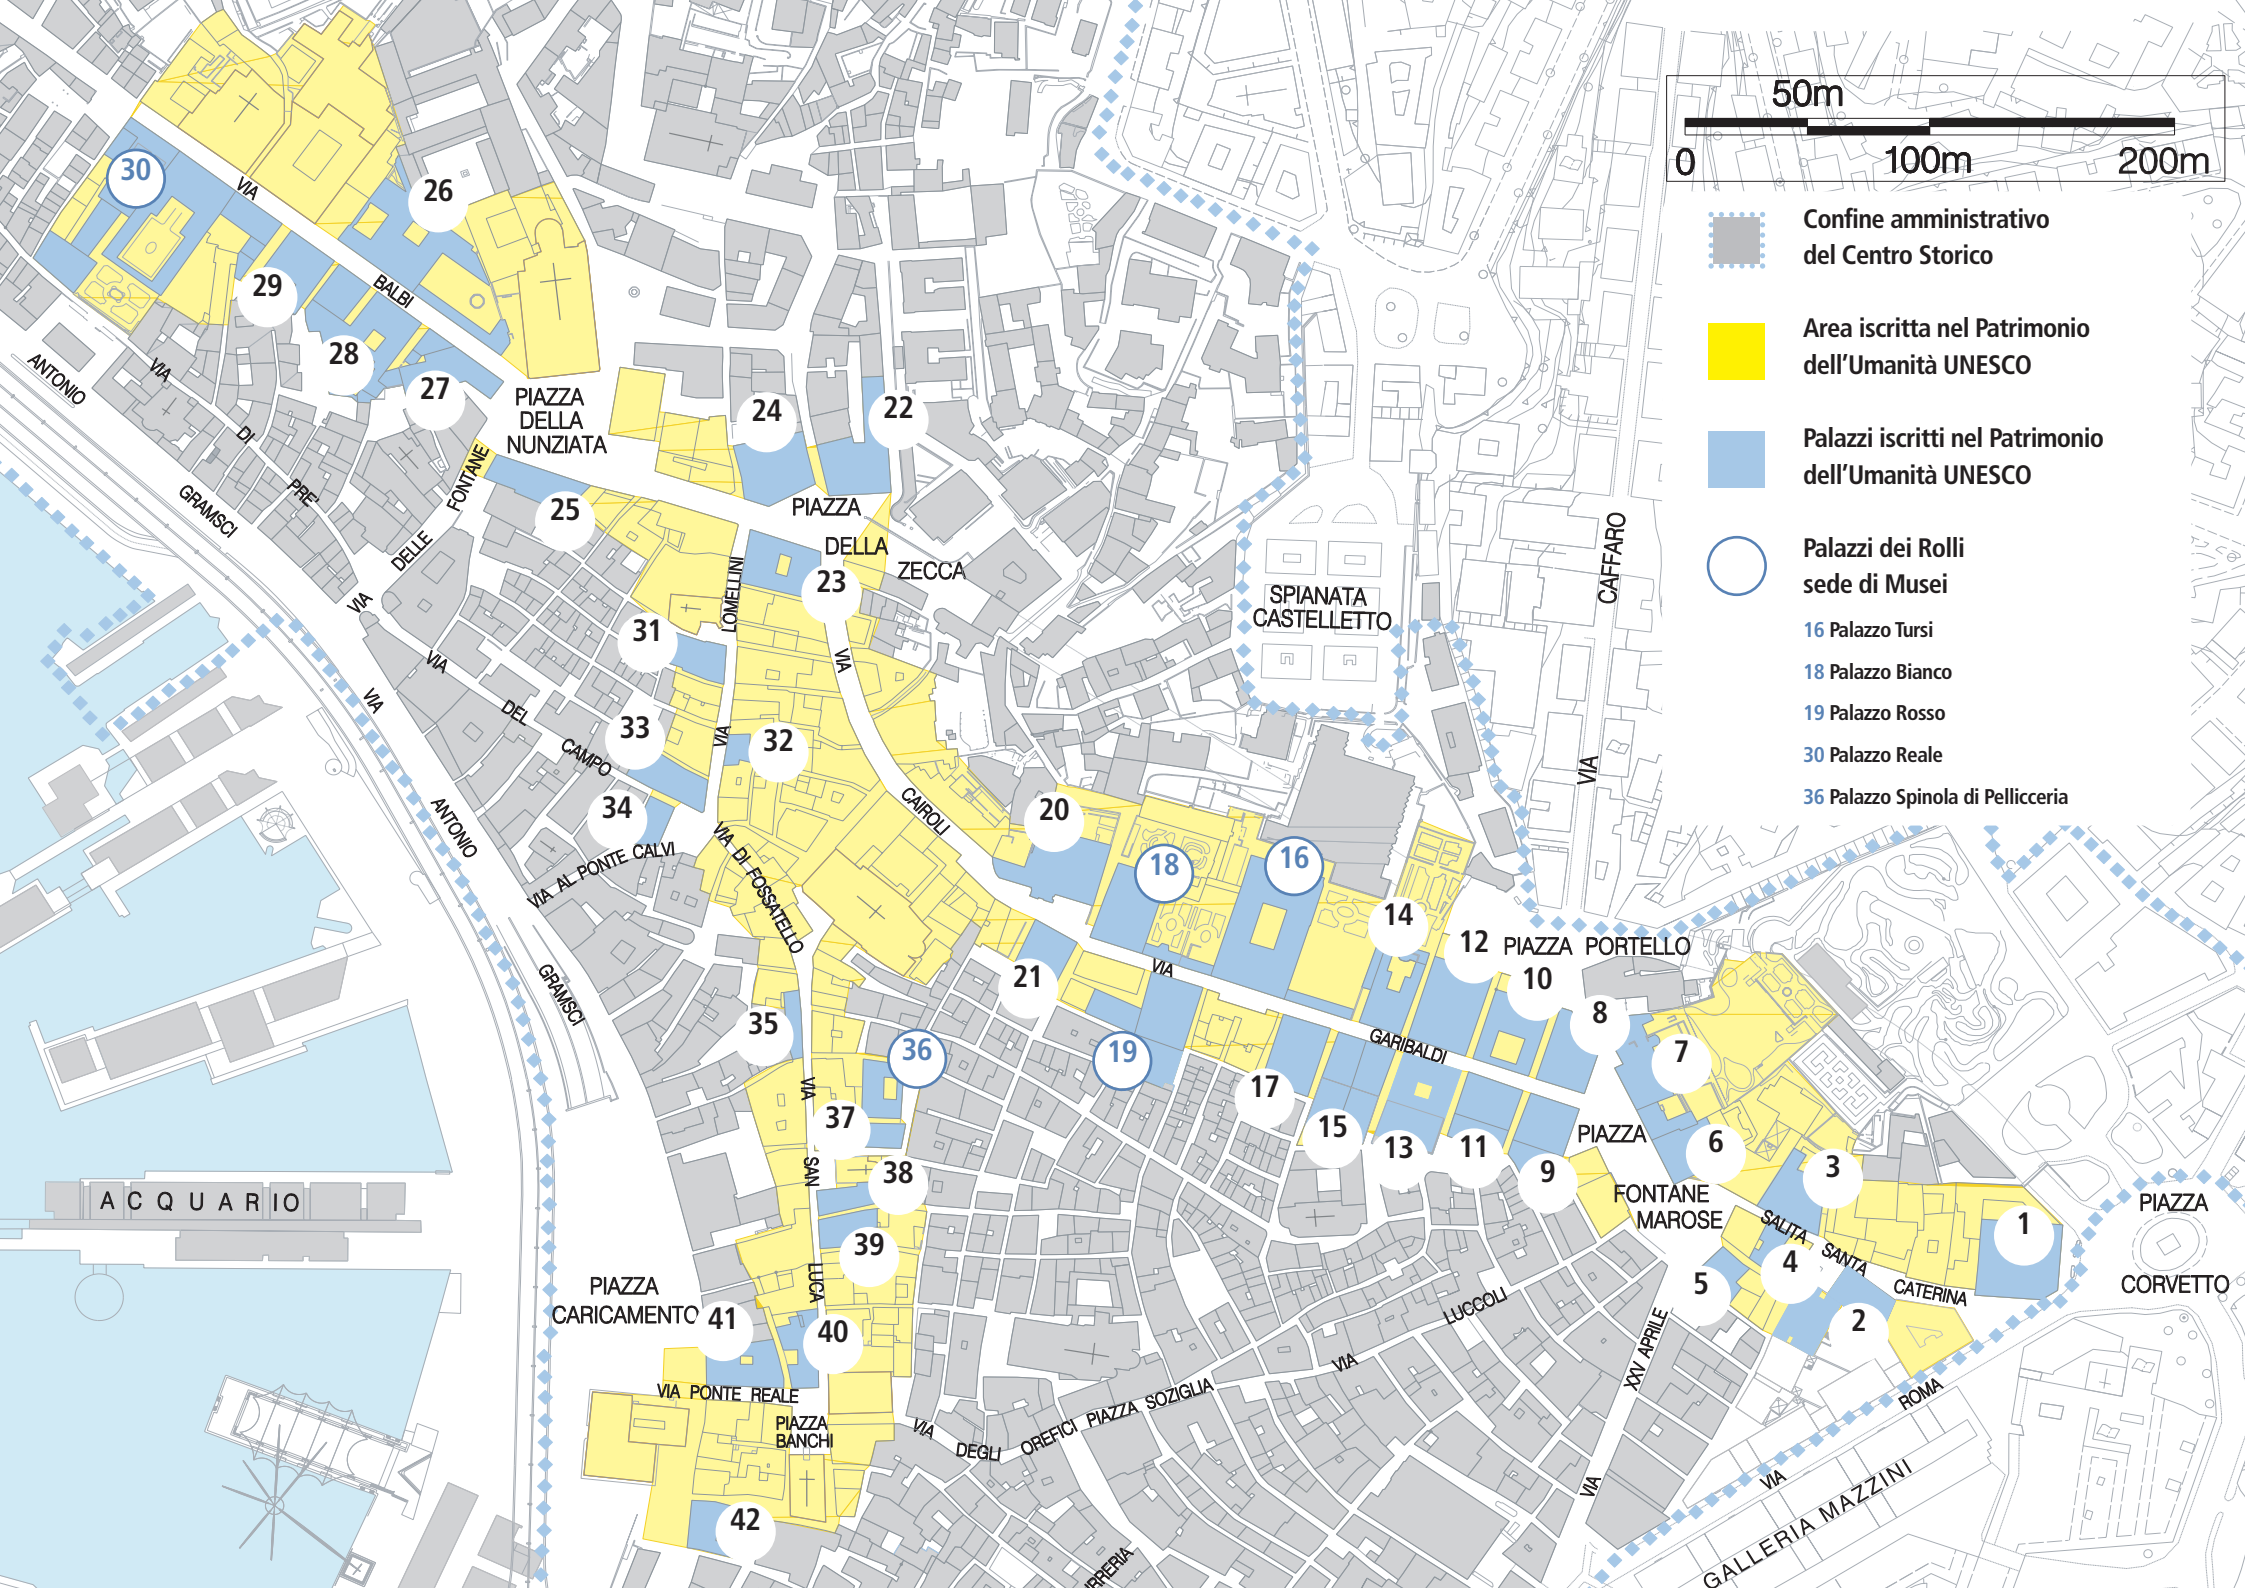 50m
0
100m
200m
Confine amministrativo
del Centro Storico
Area iscritta nel Patrimonio
dell'Umanità UNESCO
Palazzi iscritti nel Patrimonio
dell'Umanità UNESCO
Palazzi dei Rolli
sede di Musei
16 Palazzo Tursi
18 Palazzo Bianco
19 Palazzo Rosso
30 Palazzo Reale
36 Palazzo Spinola di Pellicceria
30
26
VIA
BALBI
29
28
27
ANTONIO
VIA
DI
PRE'
GRAMSCI
PIAZZA
DELLA
NUNZIATA
24
22
FONTANE
DELLE
VIA
25
PIAZZA
DELLA
ZECCA
23
LOMELLINI
VIA
31
VIA
DEL
CAMPO
33
32
34
VIA
CAIROLI
VIA AL PONTE CALVI
VIA DI FOSSATELLO
VIA
ANTONIO
GRAMSCI
SPIANATA
CASTELLETTO
CAFFARO
VIA
20
18
16
14
12
PIAZZA PORTELLO
10
8
7
21
VIA
GARIBALDI
35
36
19
17
15
13
11
9
PIAZZA
FONTANE
MAROSE
6
3
1
PIAZZA
CORVETTO
SALITA
SANTA
CATERINA
4
5
2
VIA
37
SAN
38
39
LUCA
40
41
PIAZZA
CARICAMENTO
ACQUARIO
VIA PONTE REALE
PIAZZA
BANCHI
42
VIA
DEGLI
OREFICI
PIAZZA SOZIGLIA
VIA
LUCCOLI
XXV APRILE
VIA
ROMA
VIA
GALLERIA MAZZINI
RRERIA